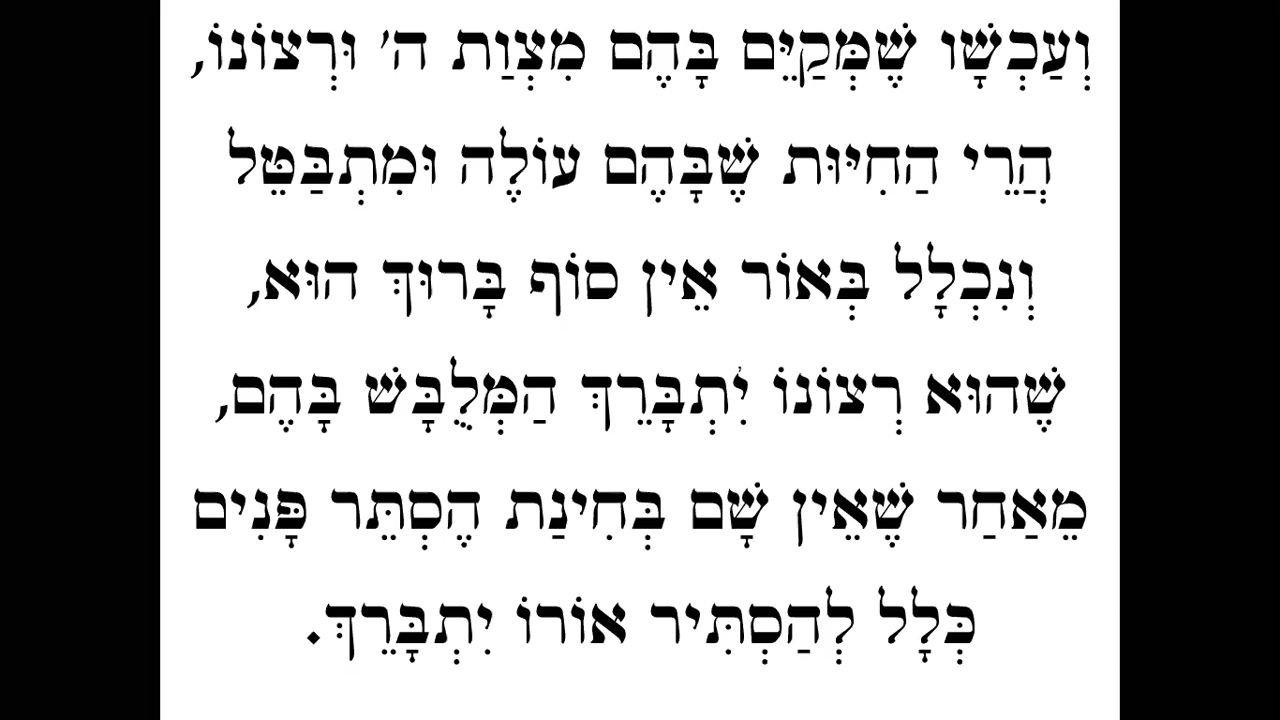 וְעַכְשָׁו שֶׁמְּקַיֵּם בָּהֶם מִצְוַת ה׳ וּרְצוֹנוֹ,
הֲרֵי הַחִיּוּת שֶׁבָּהֶם עוֹלֶה וּמִתְבַּטֵּל
וְנִכְלָל בְּאוֹר אֵין סוֹף בָּרוּךְ הוּא,
שֶׁהוּא רְצוֹנוֹ יִתְבָּרֵךְ הַמְּלֻבָּשׁ בָּהֶם,
מֵאַחַר שֶׁאֵין שָׁם בְּחִינַת הֶסְתֵּר פָּנִים
כְּלָל לְהַסְתִּיר אוֹרוֹ יִתְבָּרֵךְ.